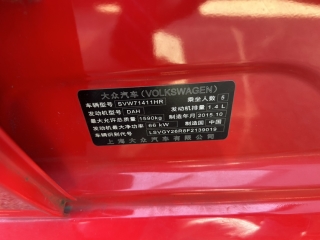 大众汽车(VOLKSWAGEN)
车辆型号 SVW71411HR 乘坐人数 5
发动机型号 DAH 发动机排量 1.4 L
最大允许总质量 1590kg 制造年月 2015.10
发动机最大净功率 66 kW 制造国 中国
车辆识别代号 LSVGY26R6F2139019
上海大众汽车有限公司